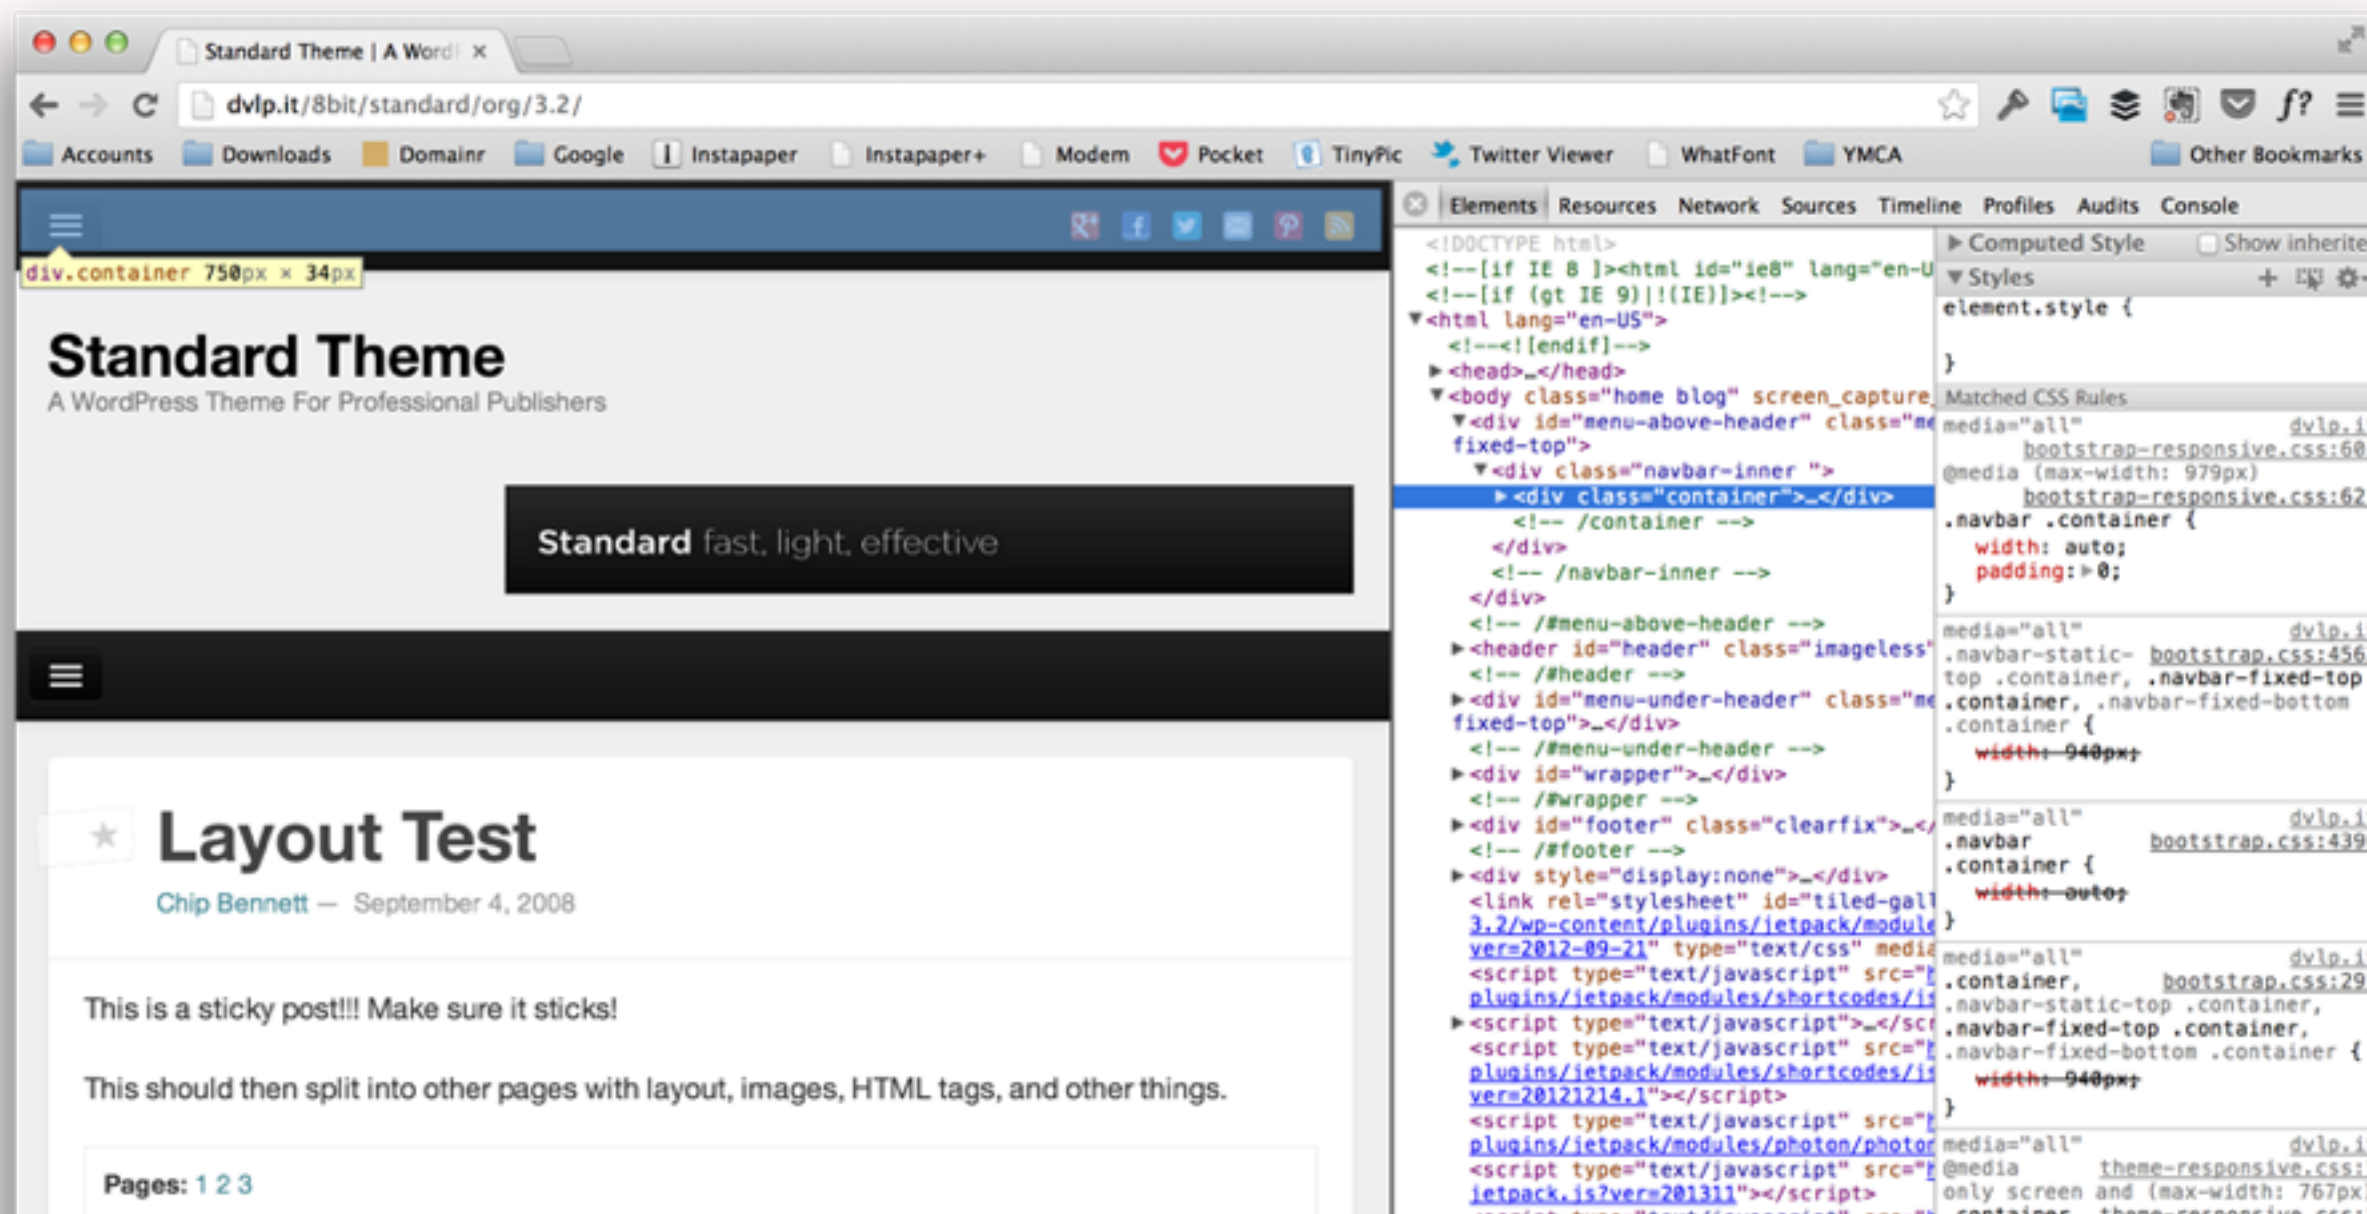 Standard Theme | A Word
dvlp.it/8bit/standard/org/3.2/
f?
Accounts Downloads Domainr Google Instapaper Instapaper+ Modem Pocket TinyPic Twitter Viewer WhatFont YMCA Other Bookmarks
div.container 750px × 34px
Standard Theme
A WordPress Theme For Professional Publishers
Standard fast, light, effective
Layout Test
Chip Bennett — September 4, 2008
This is a sticky post!!! Make sure it sticks!
This should then split into other pages with layout, images, HTML tags, and other things.
Pages: 1 2 3
Elements Resources Network Sources Timeline Profiles Audits Console
<!DOCTYPE html>
<!--[if IE 8 ]><html id="ie8" lang="en-U
<!--[if (gt IE 9)|!(IE)]><!-->
<html lang="en-US">
<!--<![endif]-->
<head>…</head>
<body class="home blog" screen_capture_
<div id="menu-above-header" class="me
fixed-top">
<div class="navbar-inner ">
<div class="container">…</div>
<!-- /container -->
</div>
<!-- /navbar-inner -->
</div>
<!-- /#menu-above-header -->
<header id="header" class="imageless"
<!-- /#header -->
<div id="menu-under-header" class="me
fixed-top">…</div>
<!-- /#menu-under-header -->
<div id="wrapper">…</div>
<!-- /#wrapper -->
<div id="footer" class="clearfix">…</
<!-- /#footer -->
<div style="display:none">…</div>
<link rel="stylesheet" id="tiled-gall
3.2/wp-content/plugins/jetpack/module
ver=2012-09-21" type="text/css" media
<script type="text/javascript" src="h
plugins/jetpack/modules/shortcodes/js
<script type="text/javascript">…</scr
<script type="text/javascript" src="h
plugins/jetpack/modules/shortcodes/js
ver=20121214.1"></script>
<script type="text/javascript" src="h
plugins/jetpack/modules/photon/photon
<script type="text/javascript" src="h
jetpack.js?ver=201311"></script>
Computed Style Show inherite
Styles
element.style {
}
Matched CSS Rules
media="all" dvlp.i
bootstrap-responsive.css:60
@media (max-width: 979px)
bootstrap-responsive.css:62
.navbar .container {
width: auto;
padding: 0;
}
media="all" dvlp.i
.navbar-static- bootstrap.css:456
top .container, .navbar-fixed-top
.container, .navbar-fixed-bottom
.container {
width: 940px;
}
media="all" dvlp.i
.navbar bootstrap.css:439
.container {
width: auto;
}
media="all" dvlp.i
.container, bootstrap.css:29
.navbar-static-top .container,
.navbar-fixed-top .container,
.navbar-fixed-bottom .container {
width: 940px;
}
media="all" dvlp.i
@media theme-responsive.css:
only screen and (max-width: 767px